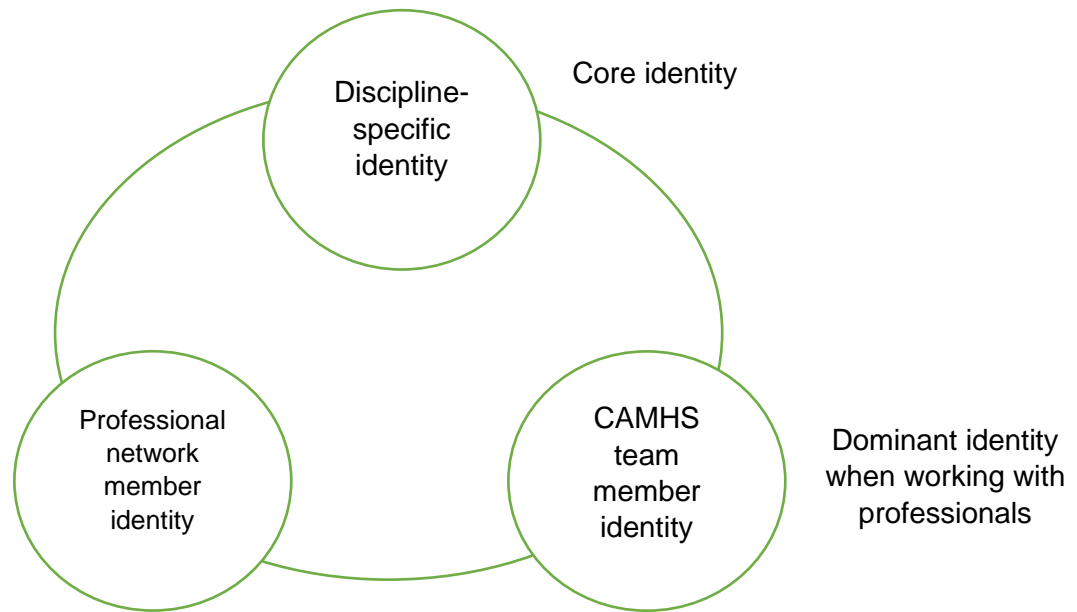 Discipline-
specific
identity
Core identity
Professional
network
member
identity
CAMHS
team
member
identity
Dominant identity
when working with
professionals